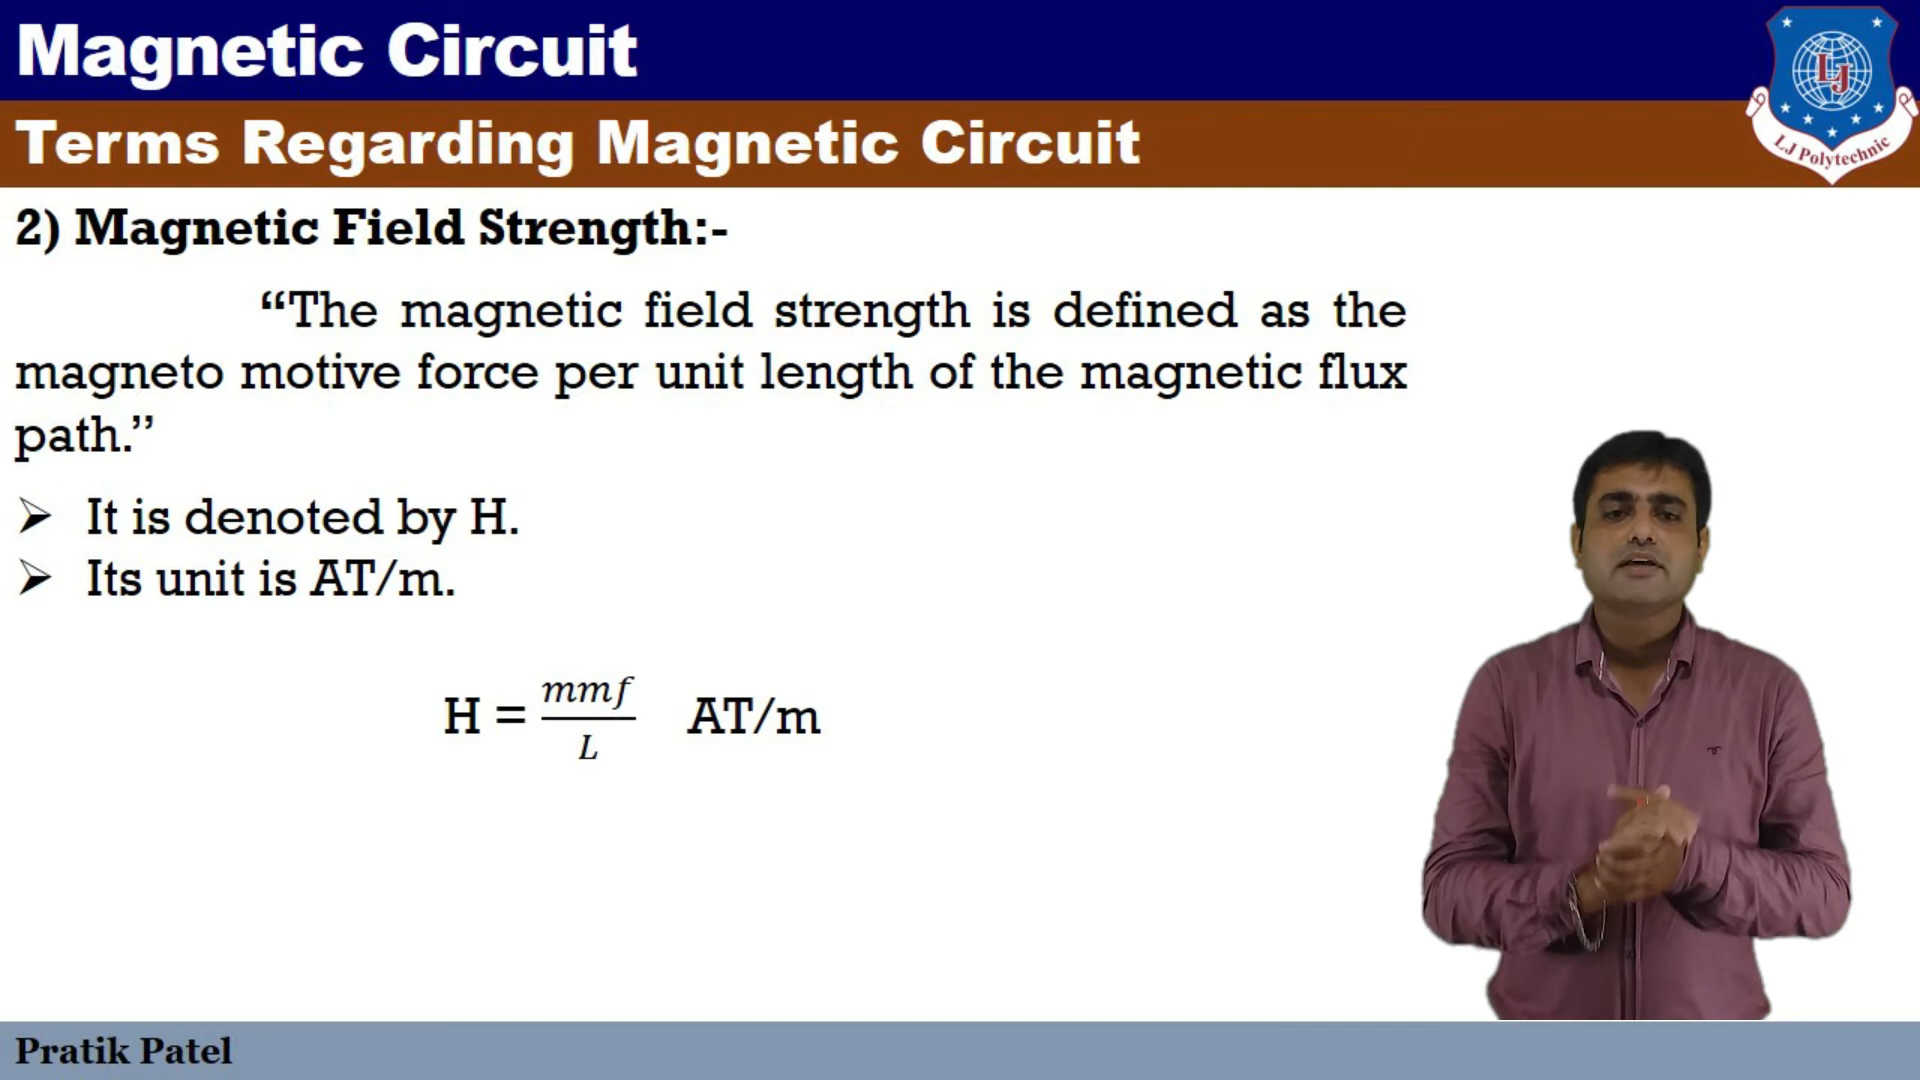 Magnetic Circuit
LJ
LJ Polytechnic
Terms Regarding Magnetic Circuit
2) Magnetic Field Strength:-
“The magnetic field strength is defined as the
magneto motive force per unit length of the magnetic flux
path.”
➢ It is denoted by H.
➢ Its unit is AT/m.
H = mmf/L AT/m
Pratik Patel